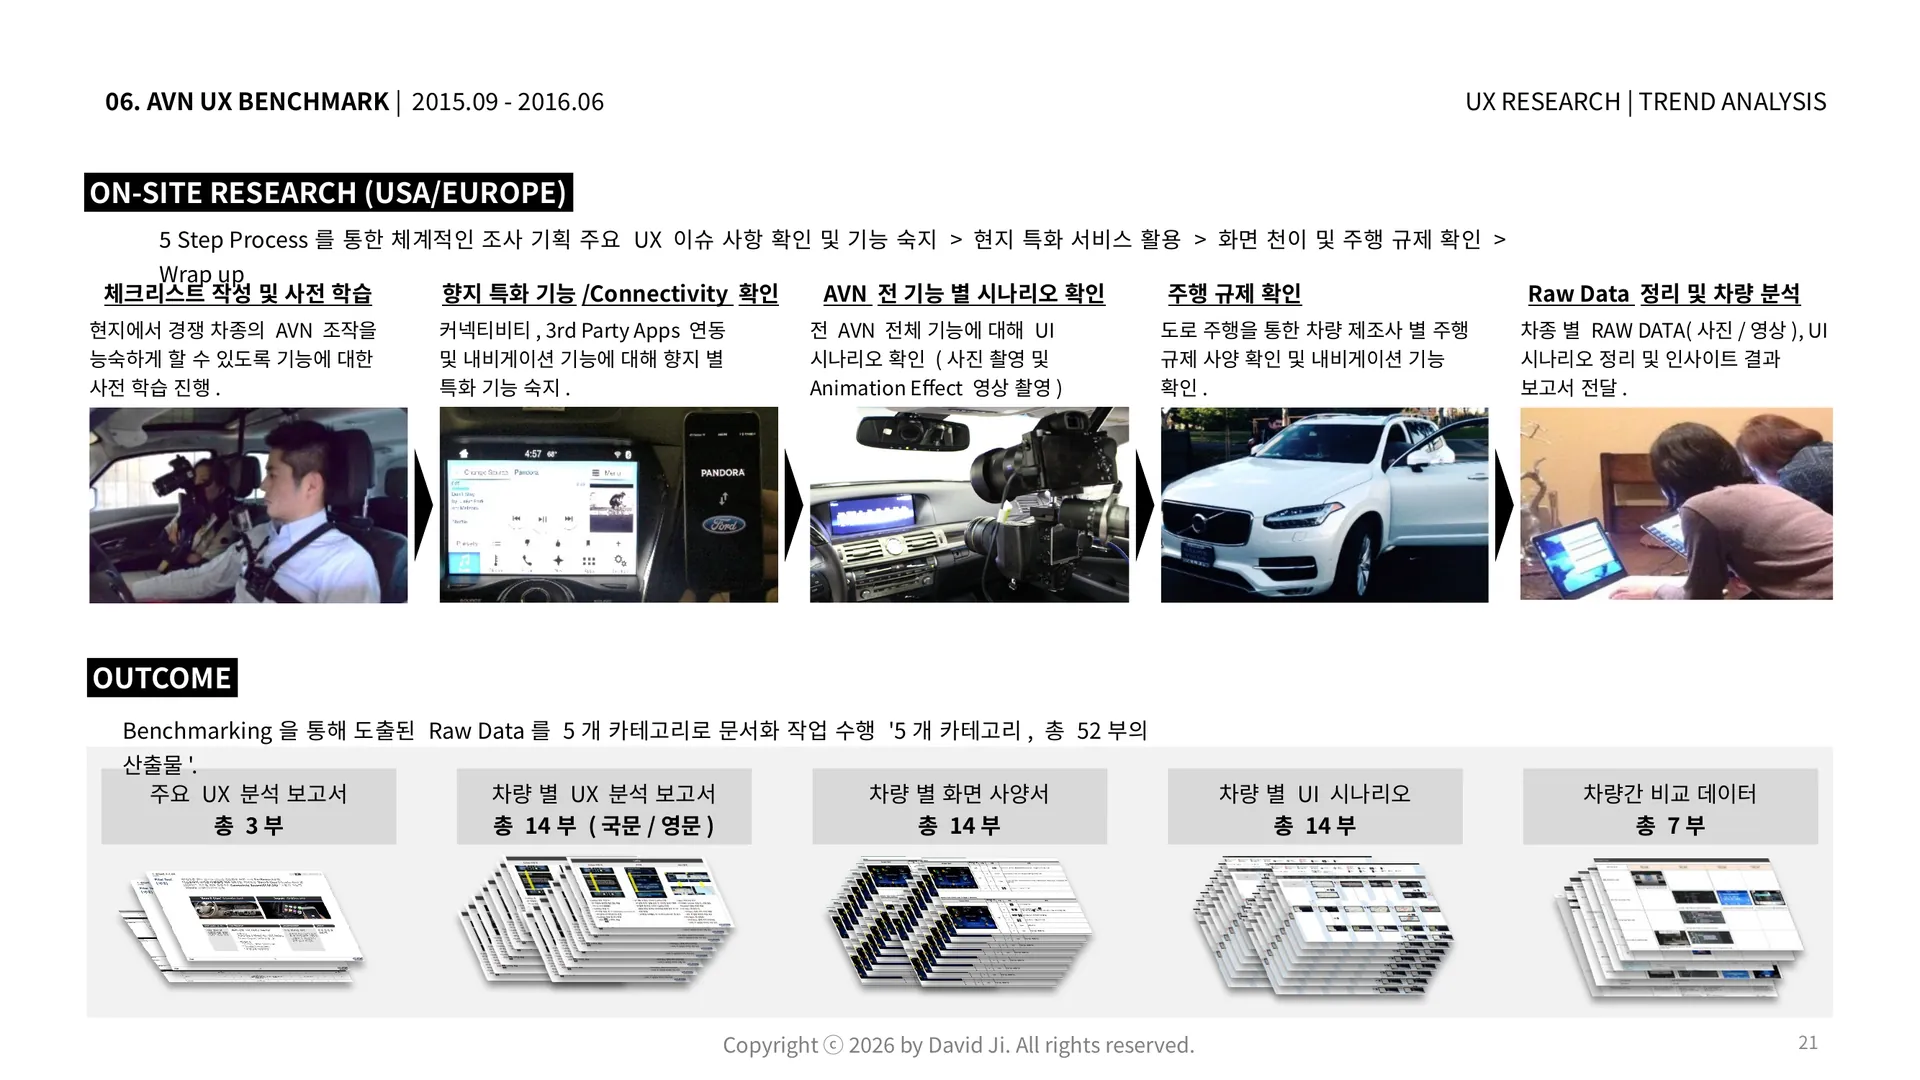 06. AVN UX BENCHMARK | 2015.09 - 2016.06
UX RESEARCH | TREND ANALYSIS
ON-SITE RESEARCH (USA/EUROPE)
5 Step Process 를 통한 체계적인 조사 기획 주요 UX 이슈 사항 확인 및 기능 숙지 > 현지 특화 서비스 활용 > 화면 천이 및 주행 규제 확인 >
Wrap up
체크리스트 작성 및 사전 학습
현지에서 경쟁 차종의 AVN 조작을
능숙하게 할 수 있도록 기능에 대한
사전 학습 진행 .
향지 특화 기능 /Connectivity 확인
커넥티비티 , 3rd Party Apps 연동
및 내비게이션 기능에 대해 향지 별
특화 기능 숙지 .
AVN 전 기능 별 시나리오 확인
전 AVN 전체 기능에 대해 UI
시나리오 확인 ( 사진 촬영 및
Animation Effect 영상 촬영 )
주행 규제 확인
도로 주행을 통한 차량 제조사 별 주행
규제 사양 확인 및 내비게이션 기능
확인 .
Raw Data 정리 및 차량 분석
차종 별 RAW DATA( 사진 / 영상 ), UI
시나리오 정리 및 인사이트 결과
보고서 전달 .
4:57 68°
Change Source Pandora
Menu
PANDORA
Ford
OUTCOME
Benchmarking 을 통해 도출된 Raw Data 를 5 개 카테고리로 문서화 작업 수행 '5 개 카테고리 , 총 52 부의
산출물 '.
주요 UX 분석 보고서
총 3 부
차량 별 UX 분석 보고서
총 14 부 ( 국문 / 영문 )
차량 별 화면 사양서
총 14 부
차량 별 UI 시나리오
총 14 부
차량간 비교 데이터
총 7 부
Copyright ⓒ 2026 by David Ji. All rights reserved.
21